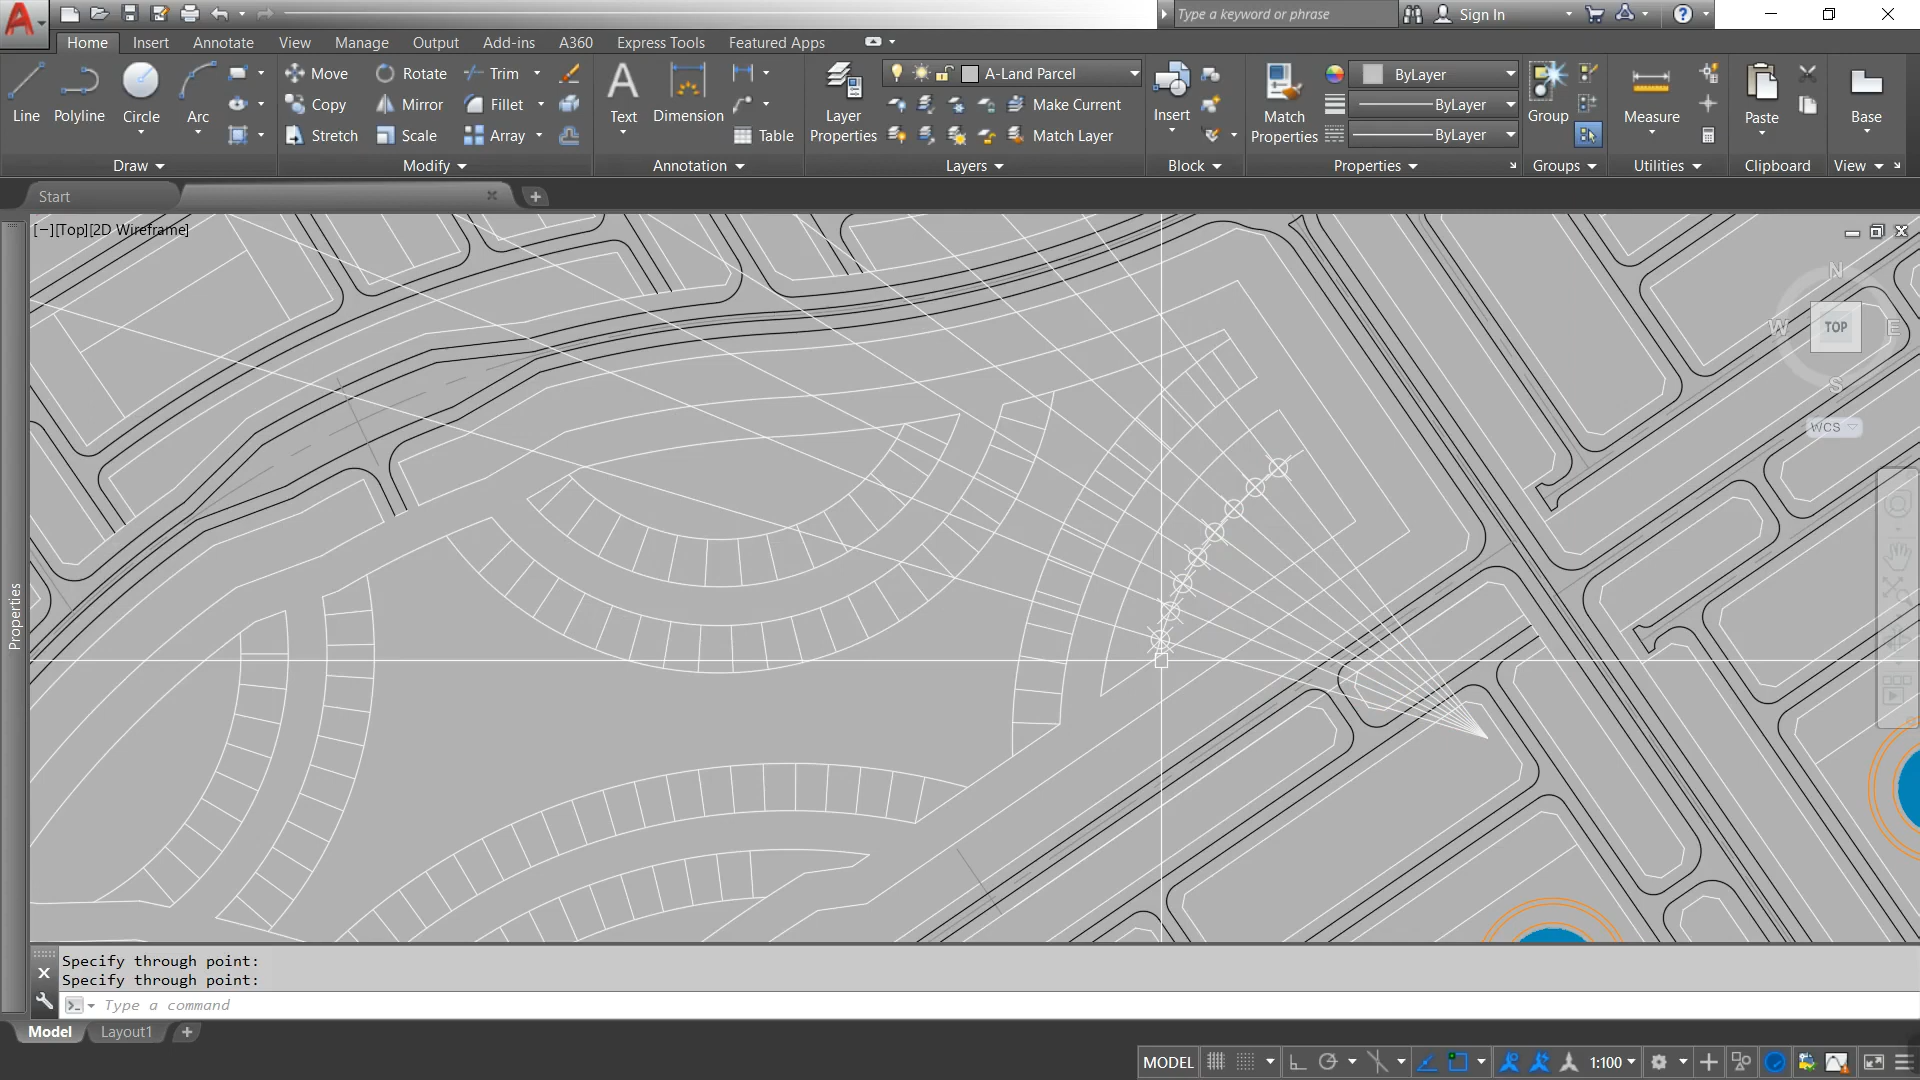 Type a keyword or phrase
Sign In
Home Insert Annotate View Manage Output Add-ins A360 Express Tools Featured Apps
Line Polyline Circle Arc
Move Rotate Trim
Copy Mirror Fillet
Stretch Scale Array
Text Dimension Table
Layer Properties
A-Land Parcel
Make Current
Match Layer
Insert
Match Properties
ByLayer
ByLayer
ByLayer
Group
Measure
Paste
Base
Draw Modify Annotation Layers Block Properties Groups Utilities Clipboard View
Start
[−][Top][2D Wireframe]
N
W TOP E
S
WCS
Properties
Specify through point:
Specify through point:
Type a command
Model Layout1
MODEL 1:100